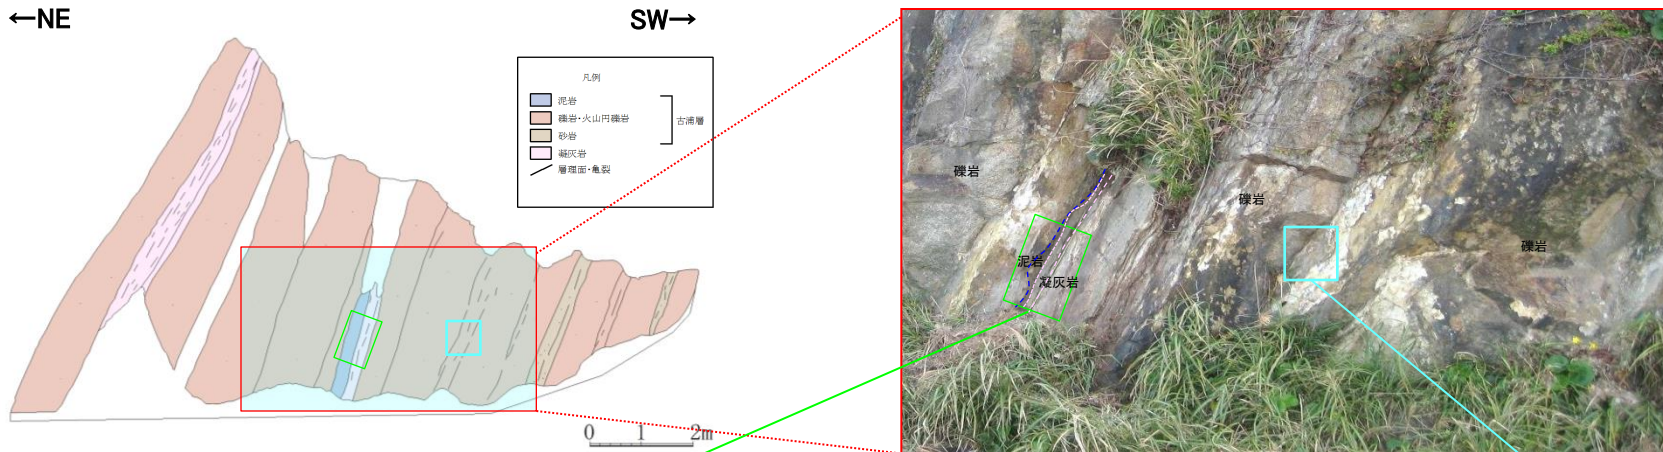 ←NE
SW→
凡例
泥岩
礫岩・火山円礫岩
砂岩
凝灰岩
層理面・亀裂
古浦層
0 1 2m
礫岩
礫岩
礫岩
泥岩
凝灰岩